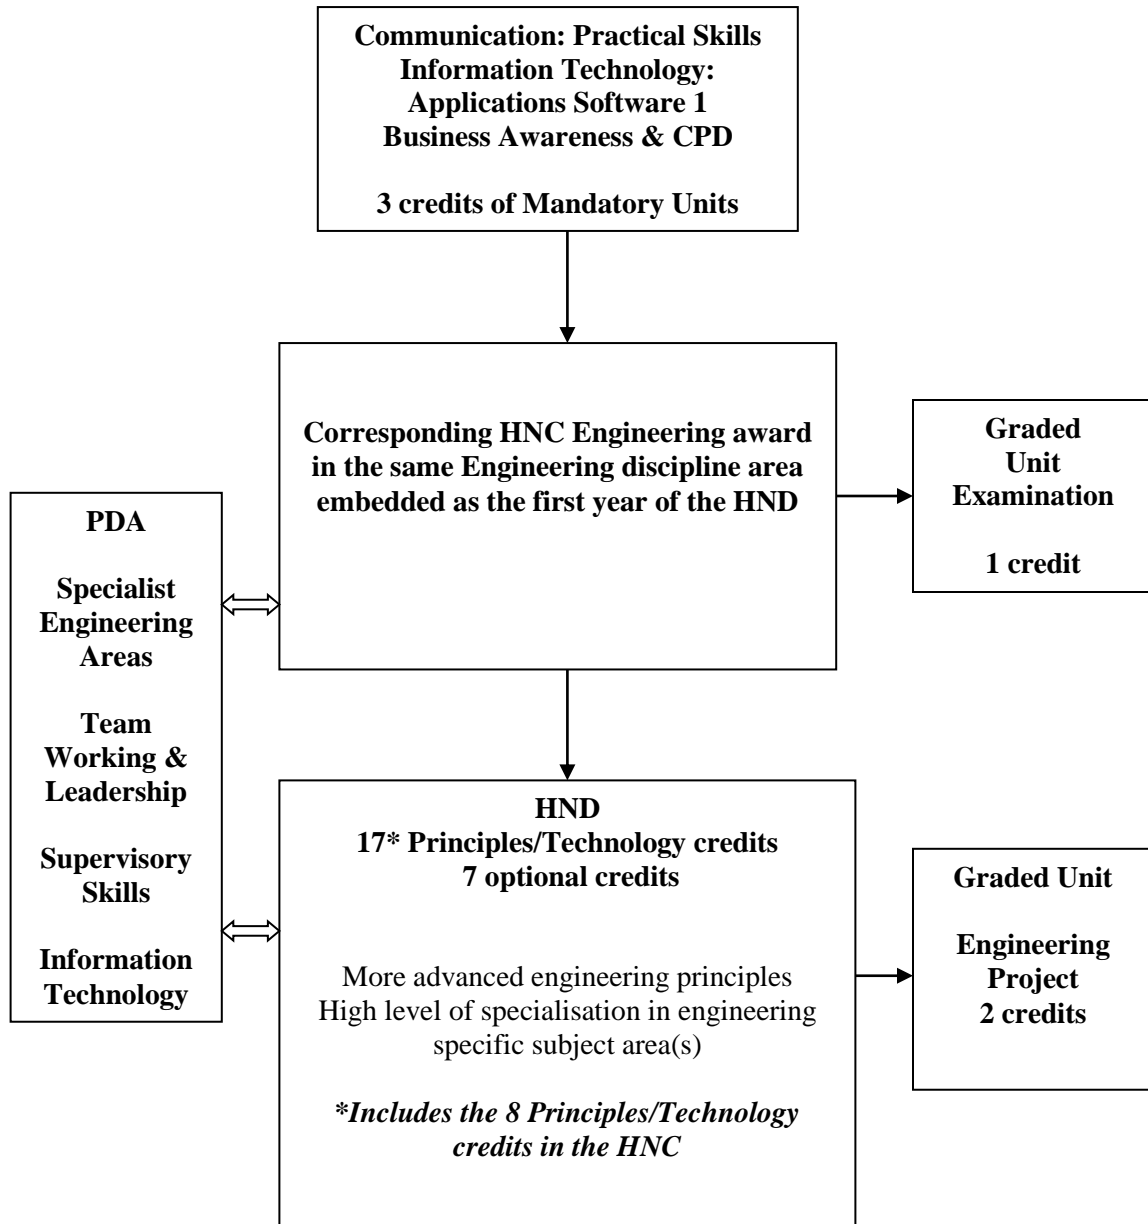 Communication: Practical Skills
Information Technology:
Applications Software 1
Business Awareness & CPD
3 credits of Mandatory Units
Corresponding HNC Engineering award
in the same Engineering discipline area
embedded as the first year of the HND
Graded
Unit
Examination
1 credit
PDA
Specialist
Engineering
Areas
Team
Working &
Leadership
Supervisory
Skills
Information
Technology
HND
17* Principles/Technology credits
7 optional credits
More advanced engineering principles
High level of specialisation in engineering
specific subject area(s)
*Includes the 8 Principles/Technology
credits in the HNC
Graded Unit
Engineering
Project
2 credits